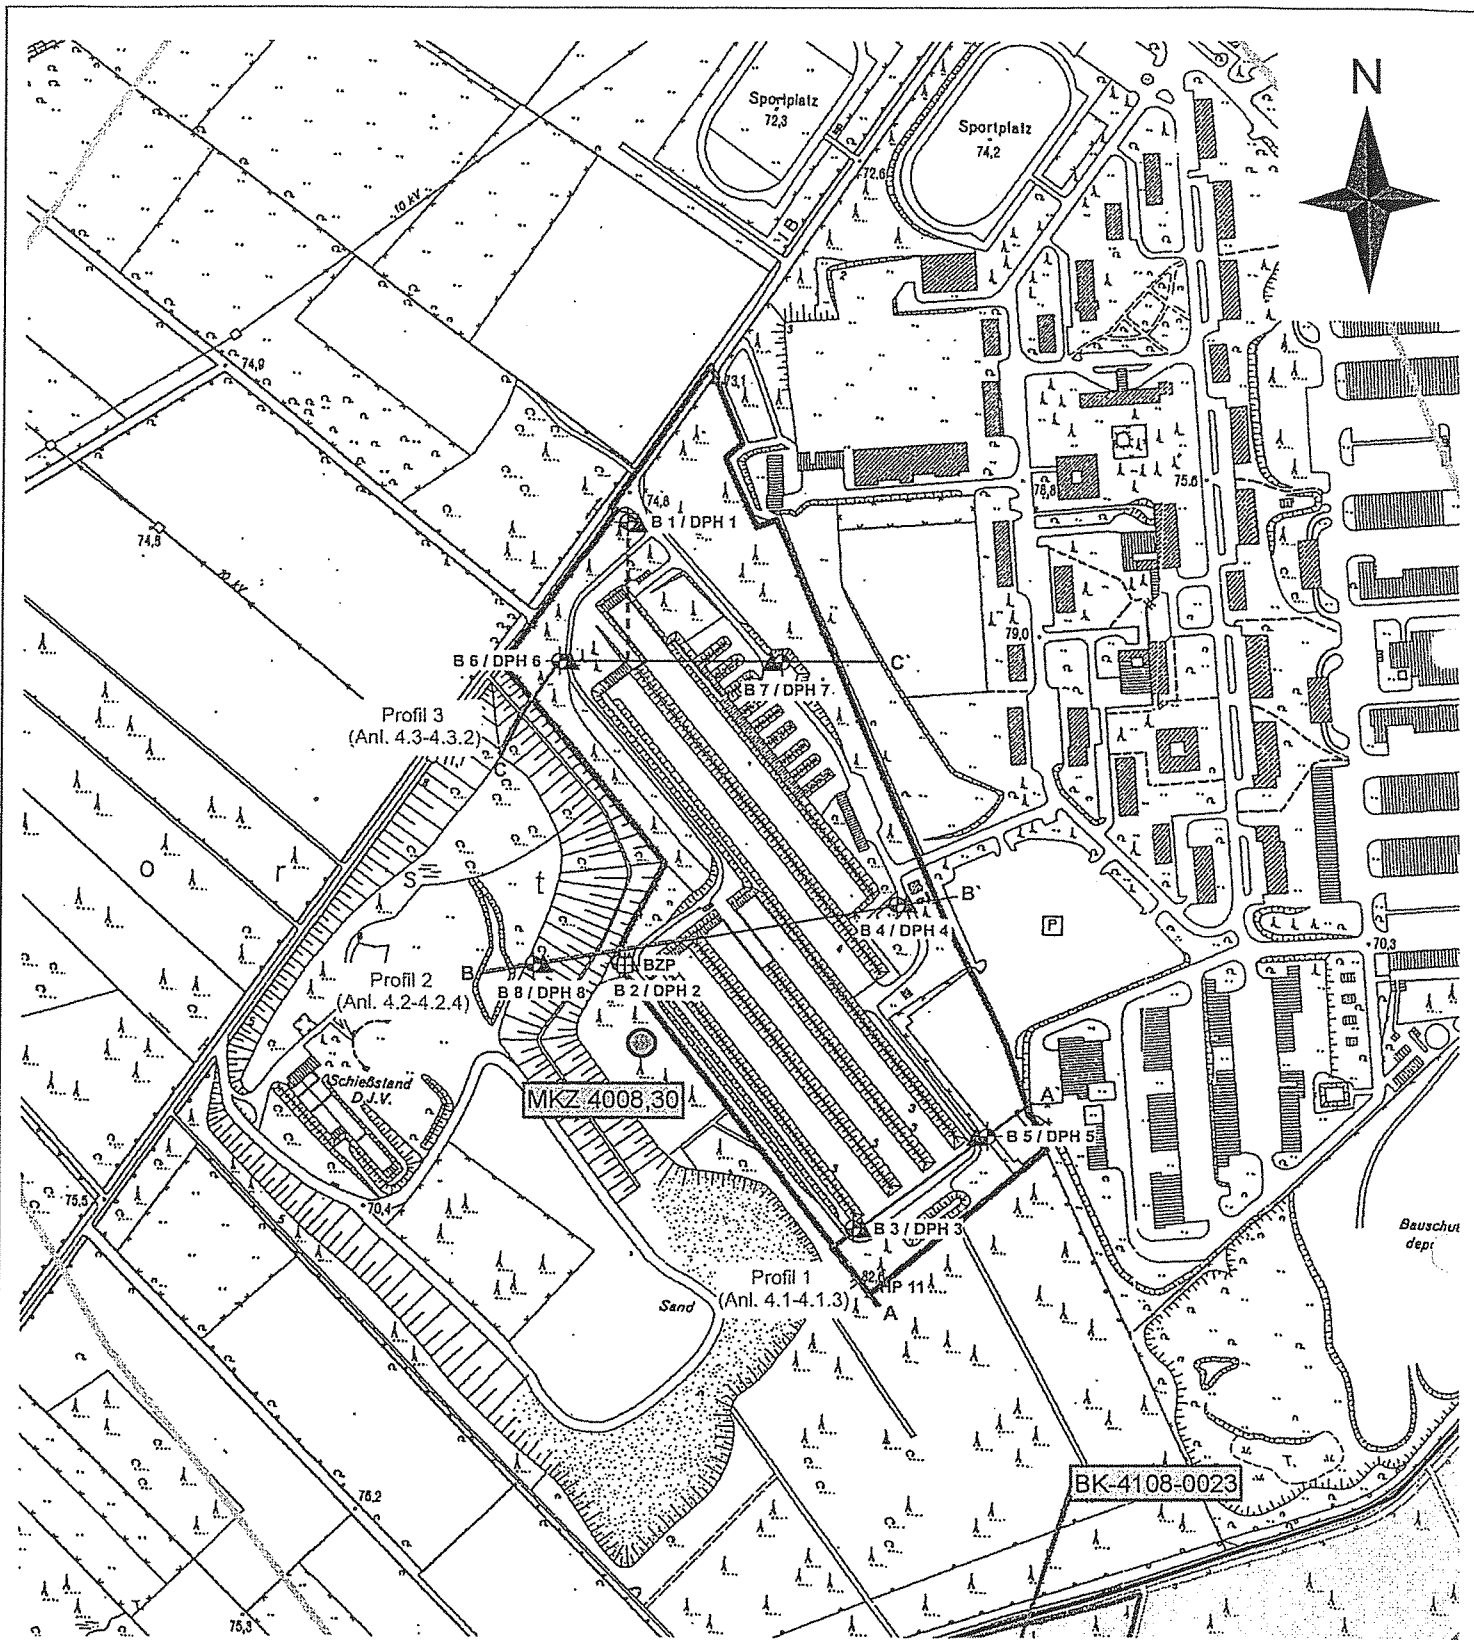 N
Sportplatz
72,3
Sportplatz
74,2
72,6
10 kV
2
3
74,9
73,1
78,8
75,6
74,8
B 1 / DPH 1
79,0
B 6 / DPH 6
C`
B 7 / DPH 7
Profil 3
(Anl. 4.3-4.3.2)
C
o
r
s
t
B`
B 4 / DPH 4
P
70,3
B
BZP
Profil 2
(Anl. 4.2-4.2.4)
B 8 / DPH 8
B 2 / DPH 2
Schießstand
D.J.V.
MKZ 4008,30
A`
B 5 / DPH 5
75,5
70,4
B 3 / DPH 3
Bauschut
Profil 1
(Anl. 4.1-4.1.3)
HP 11
A
Sand
BK-4108-0023
T.
75,2
75,3